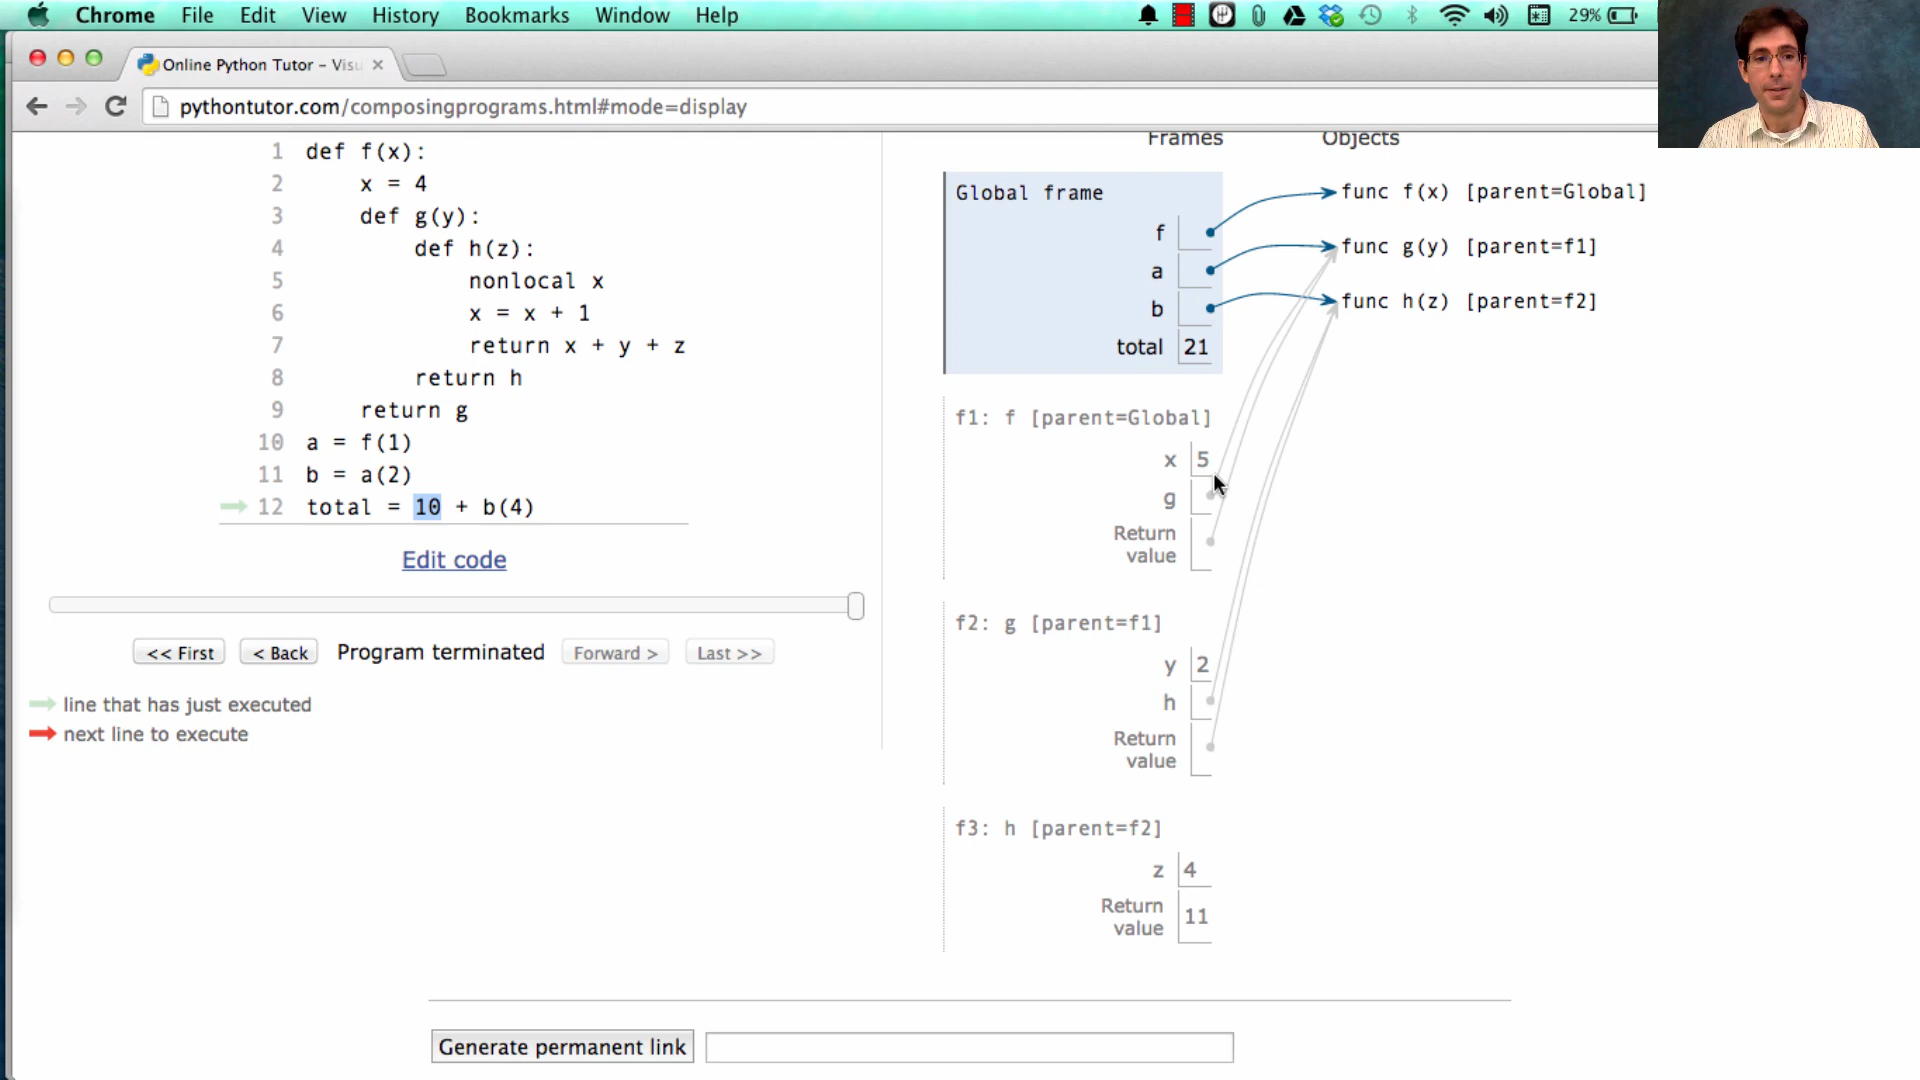 Chrome File Edit View History Bookmarks Window Help 29%
Online Python Tutor – Visu
pythontutor.com/composingprograms.html#mode=display
1 def f(x):
2 x = 4
3 def g(y):
4 def h(z):
5 nonlocal x
6 x = x + 1
7 return x + y + z
8 return h
9 return g
10 a = f(1)
11 b = a(2)
12 total = 10 + b(4)
Edit code
<< First < Back Program terminated Forward > Last >>
line that has just executed
next line to execute
Frames Objects
Global frame
f
a
b
total 21
func f(x) [parent=Global]
func g(y) [parent=f1]
func h(z) [parent=f2]
f1: f [parent=Global]
x 5
g
Return
value
f2: g [parent=f1]
y 2
h
Return
value
f3: h [parent=f2]
z 4
Return
value 11
Generate permanent link